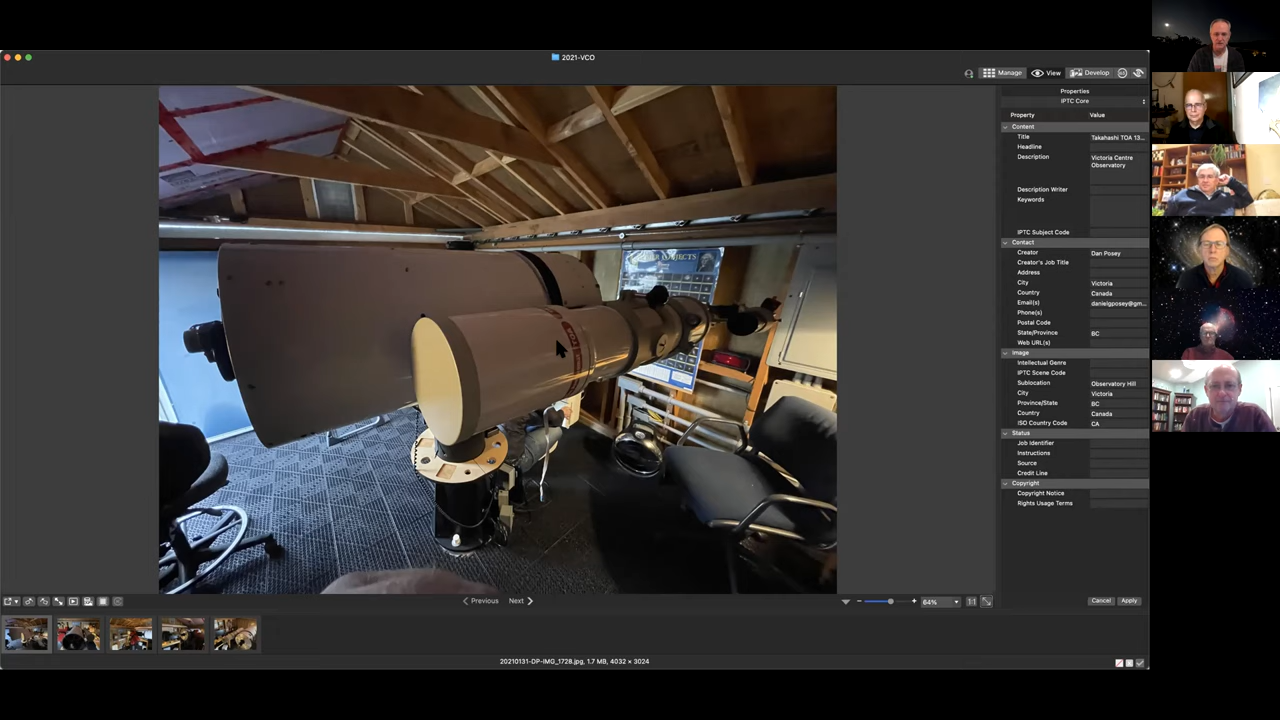 2021-VCO
Manage View Develop
Properties
IPTC Core
Property Value
Content
Title Takahashi TOA 13...
Headline
Description Victoria Centre
Observatory
Description Writer
Keywords
IPTC Subject Code
Contact
Creator Dan Posey
Creator's Job Title
Address
City Victoria
Country Canada
Email(s) danielgposey@gm...
Phone(s)
Postal Code
State/Province BC
Web URL(s)
Image
Intellectual Genre
IPTC Scene Code
Sublocation Observatory Hill
City Victoria
Province/State BC
Country Canada
ISO Country Code CA
Status
Job Identifier
Instructions
Source
Credit Line
Copyright
Copyright Notice
Rights Usage Terms
Previous Next
64%
1:1
Cancel Apply
20210131-DP-IMG_1728.jpg, 1.7 MB, 4032 × 3024